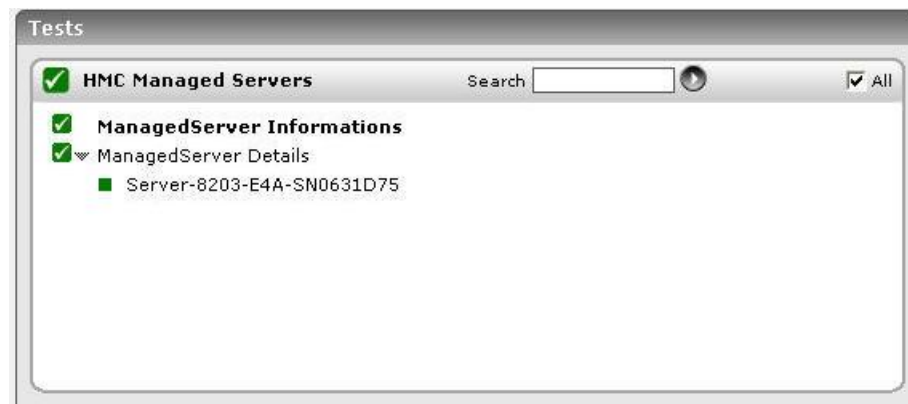 Tests
HMC Managed Servers Search All
ManagedServer Informations
ManagedServer Details
Server-8203-E4A-SN0631D75